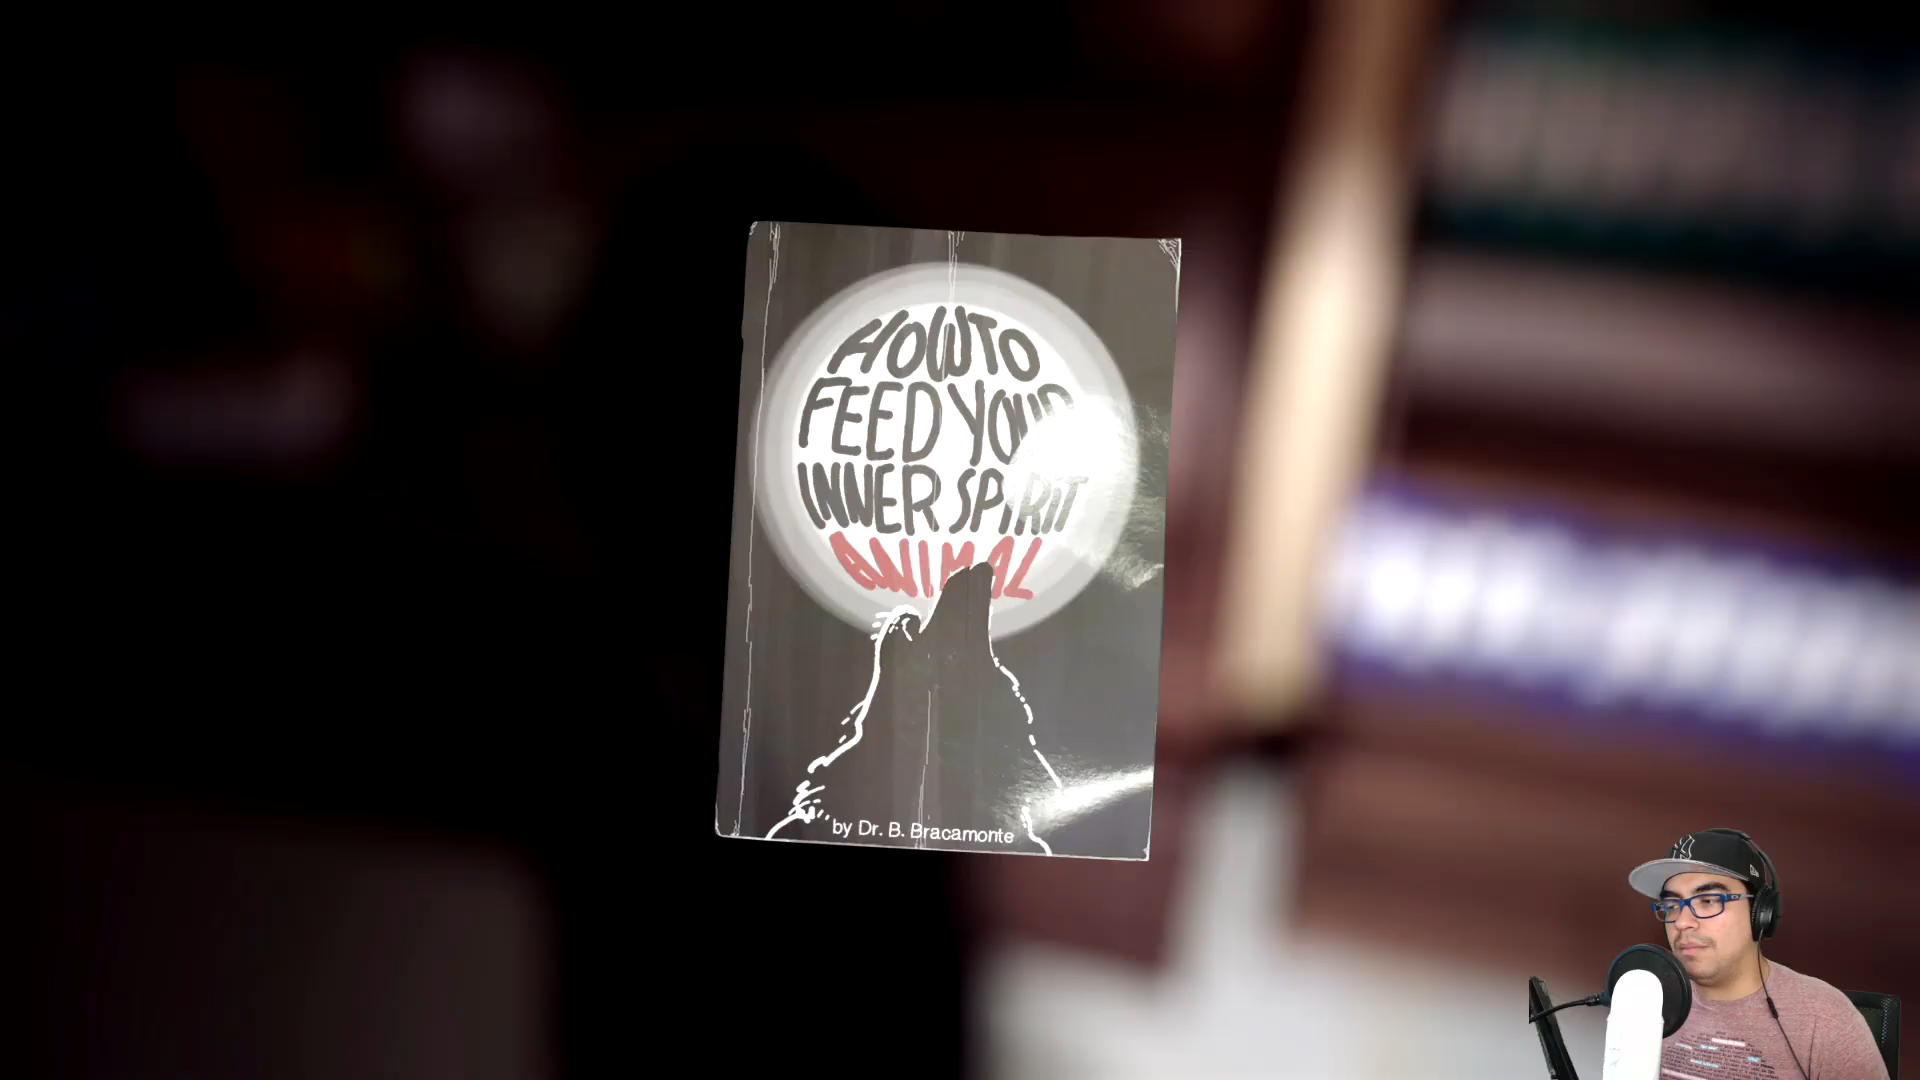 HOW TO
FEED YOUR
INNER SPIRIT
ANIMAL
by Dr. B. Bracamonte